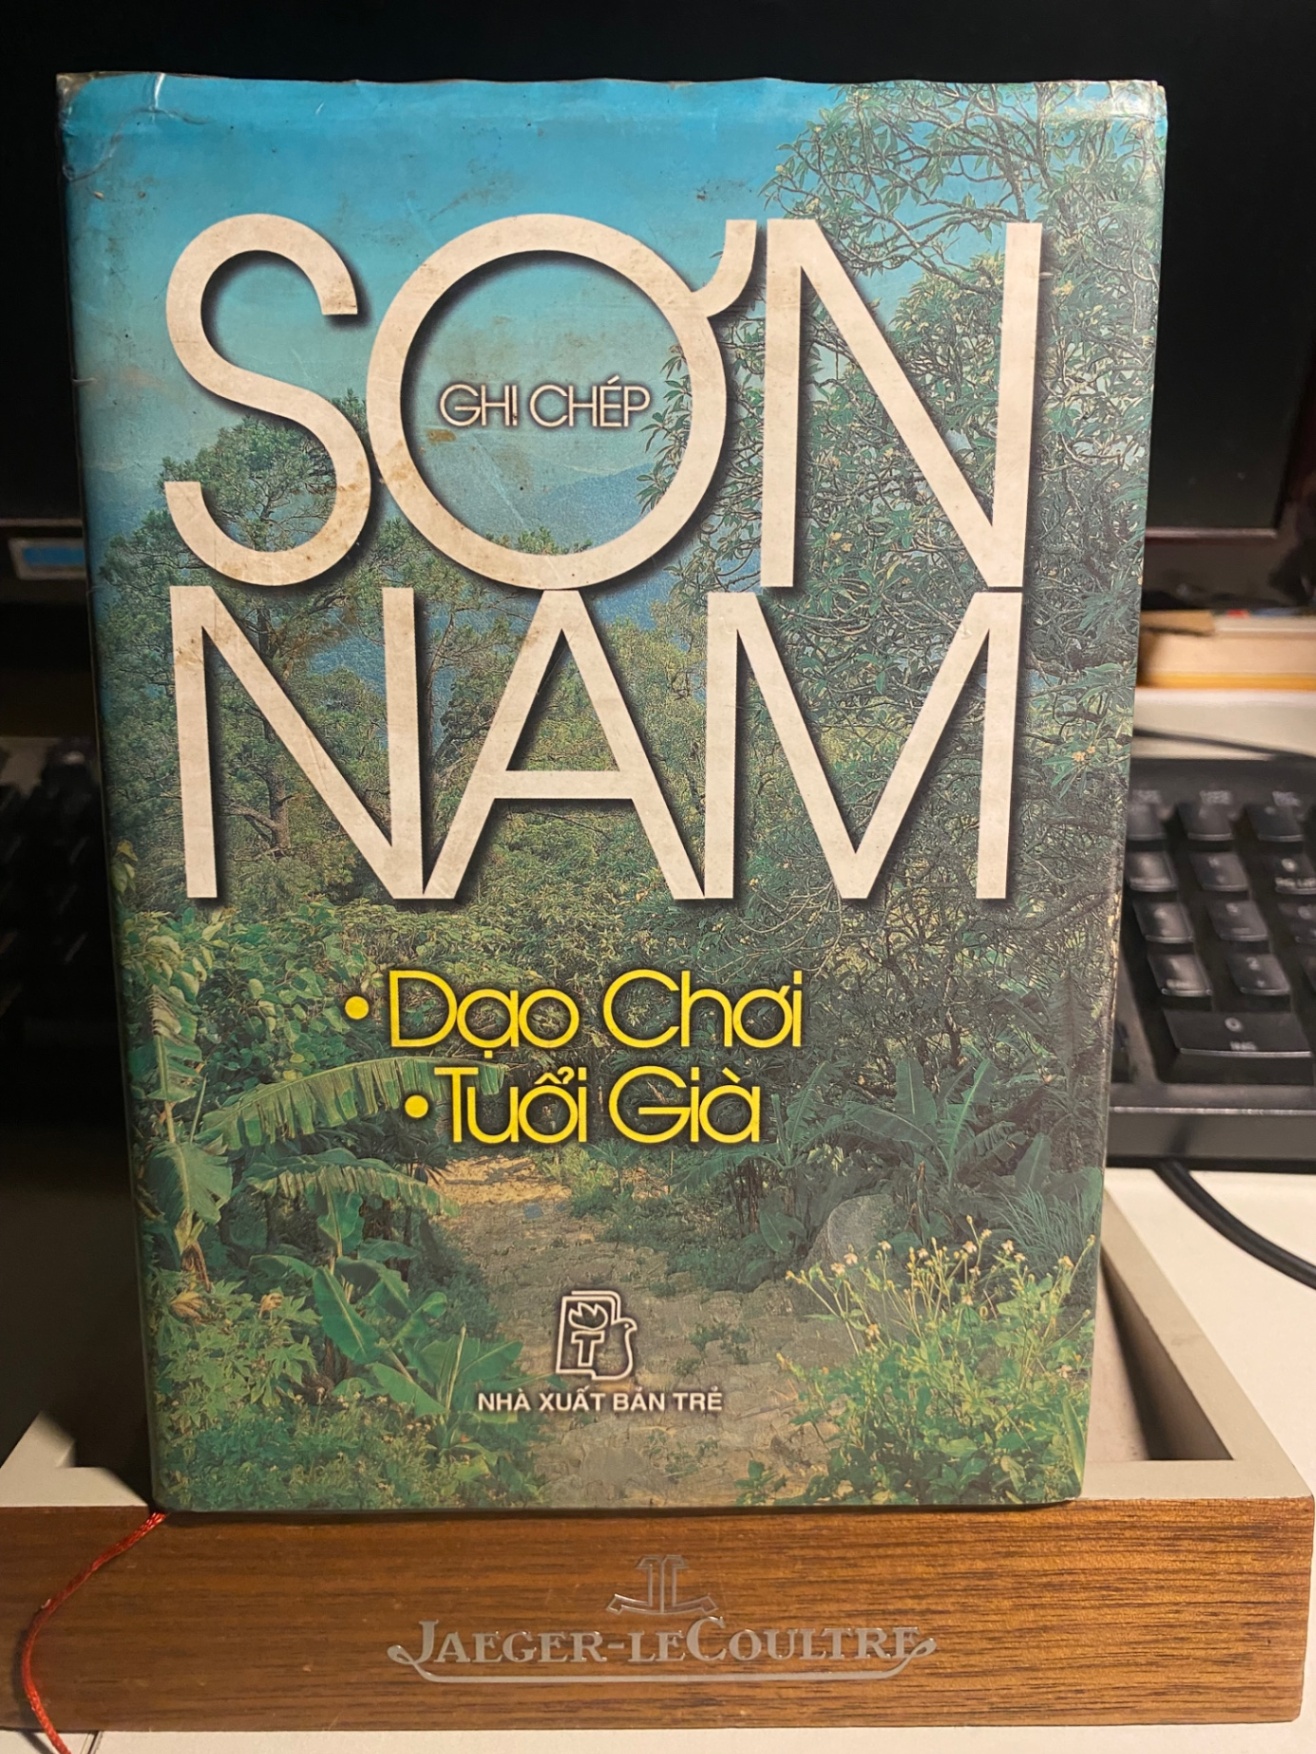 SƠN
GHI CHÉP
NAM
• Dạo Chơi
• Tuổi Già
T
NHÀ XUẤT BẢN TRẺ
JAEGER-LECOULTRE